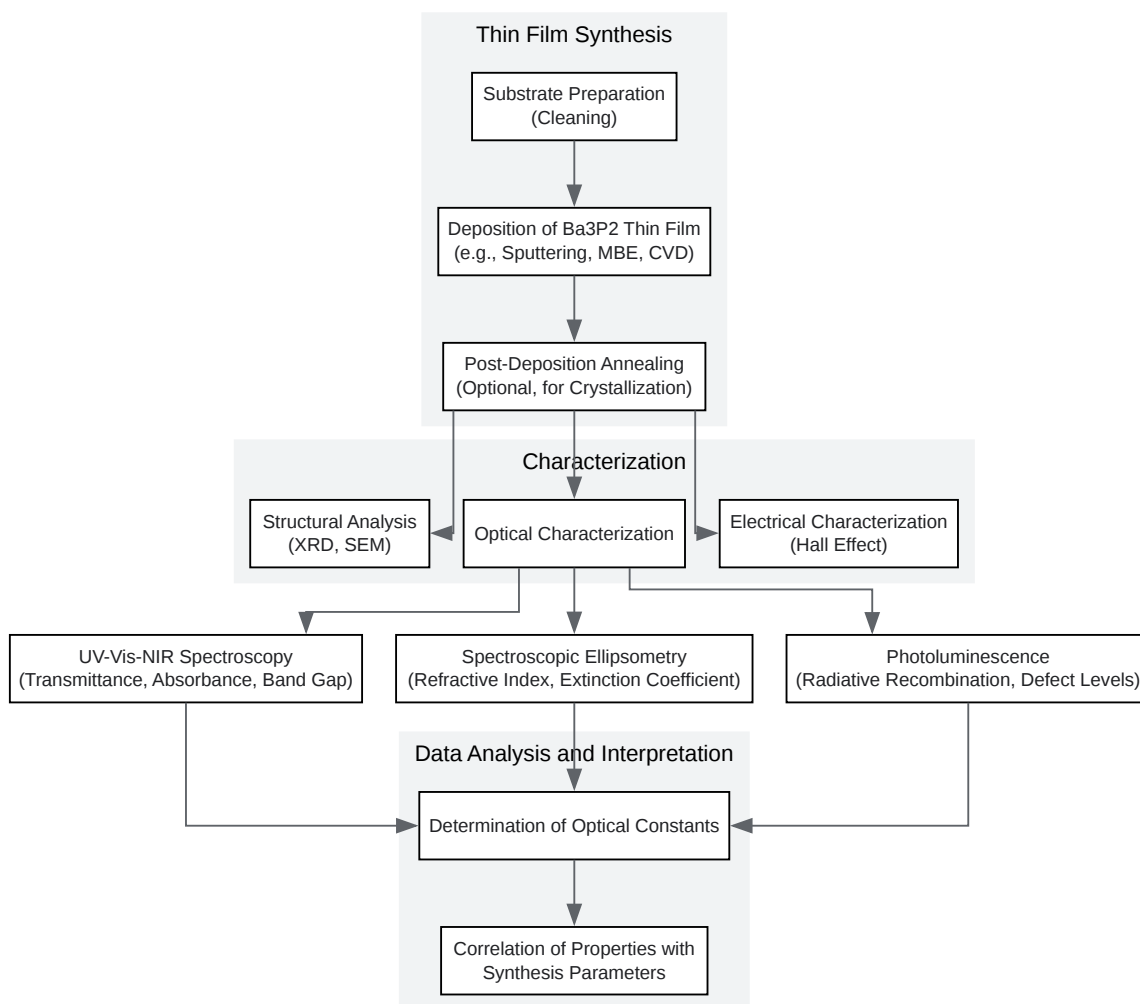 Thin Film Synthesis
Substrate Preparation
(Cleaning)
Deposition of Ba3P2 Thin Film
(e.g., Sputtering, MBE, CVD)
Post-Deposition Annealing
(Optional, for Crystallization)
Characterization
Structural Analysis
(XRD, SEM)
Optical Characterization
Electrical Characterization
(Hall Effect)
UV-Vis-NIR Spectroscopy
(Transmittance, Absorbance, Band Gap)
Spectroscopic Ellipsometry
(Refractive Index, Extinction Coefficient)
Photoluminescence
(Radiative Recombination, Defect Levels)
Data Analysis and Interpretation
Determination of Optical Constants
Correlation of Properties with
Synthesis Parameters